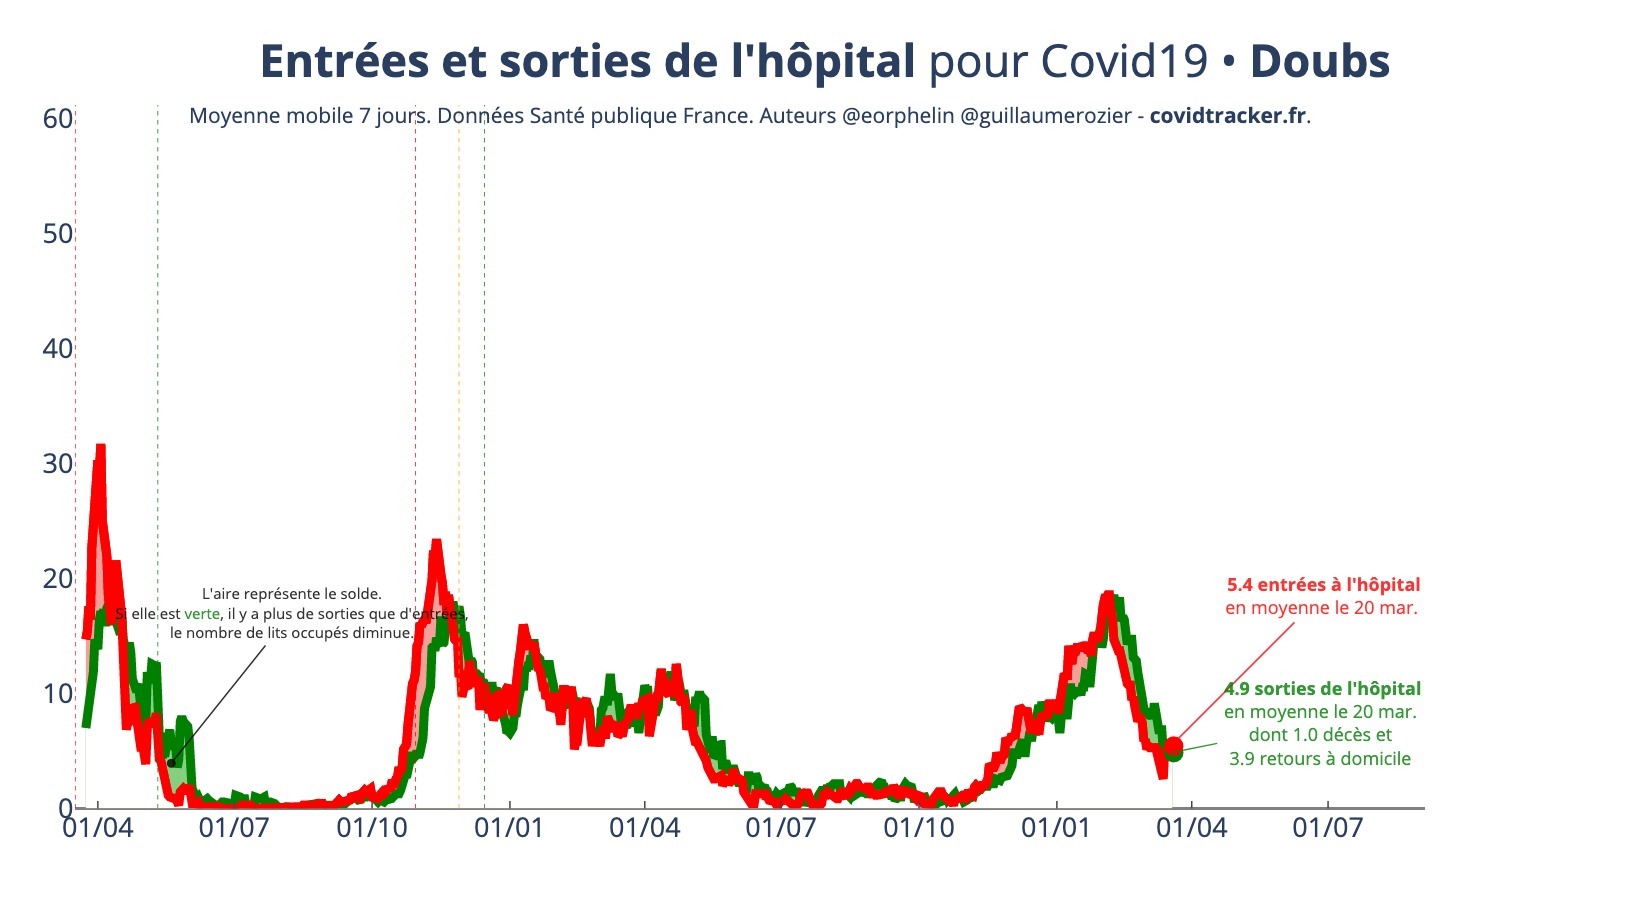 Entrées et sorties de l'hôpital pour Covid19 • Doubs
Moyenne mobile 7 jours. Données Santé publique France. Auteurs @eorphelin @guillaumerozier - covidtracker.fr.
60
50
40
30
20
10
0
L'aire représente le solde.
Si elle est verte, il y a plus de sorties que d'entrées,
le nombre de lits occupés diminue.
5.4 entrées à l'hôpital
en moyenne le 20 mar.
4.9 sorties de l'hôpital
en moyenne le 20 mar.
dont 1.0 décès et
3.9 retours à domicile
01/04 01/07 01/10 01/01 01/04 01/07 01/10 01/01 01/04 01/07